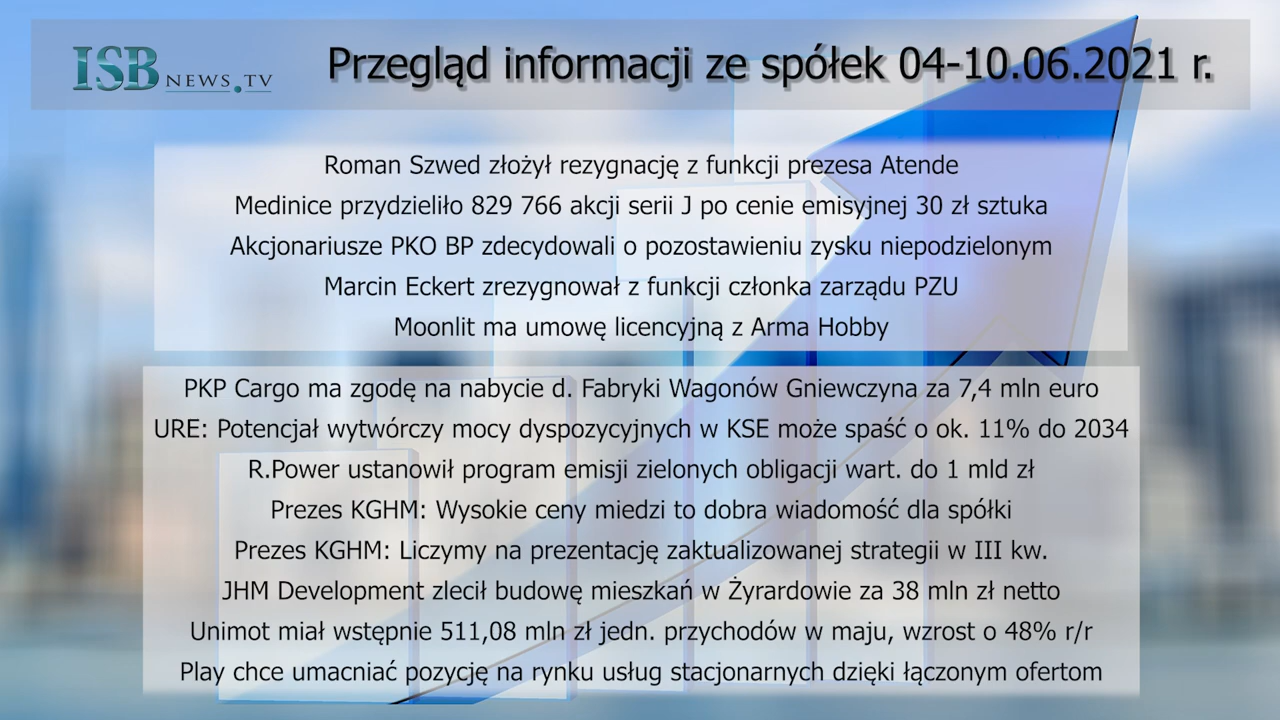 ISBNEWS.TV
Przegląd informacji ze spółek 04-10.06.2021 r.
Roman Szwed złożył rezygnację z funkcji prezesa Atende
Medinice przydzieliło 829 766 akcji serii J po cenie emisyjnej 30 zł sztuka
Akcjonariusze PKO BP zdecydowali o pozostawieniu zysku niepodzielonym
Marcin Eckert zrezygnował z funkcji członka zarządu PZU
Moonlit ma umowę licencyjną z Arma Hobby
PKP Cargo ma zgodę na nabycie d. Fabryki Wagonów Gniewczyna za 7,4 mln euro
URE: Potencjał wytwórczy mocy dyspozycyjnych w KSE może spaść o ok. 11% do 2034
R.Power ustanowił program emisji zielonych obligacji wart. do 1 mld zł
Prezes KGHM: Wysokie ceny miedzi to dobra wiadomość dla spółki
Prezes KGHM: Liczymy na prezentację zaktualizowanej strategii w III kw.
JHM Development zlecił budowę mieszkań w Żyrardowie za 38 mln zł netto
Unimot miał wstępnie 511,08 mln zł jedn. przychodów w maju, wzrost o 48% r/r
Play chce umacniać pozycję na rynku usług stacjonarnych dzięki łączonym ofertom